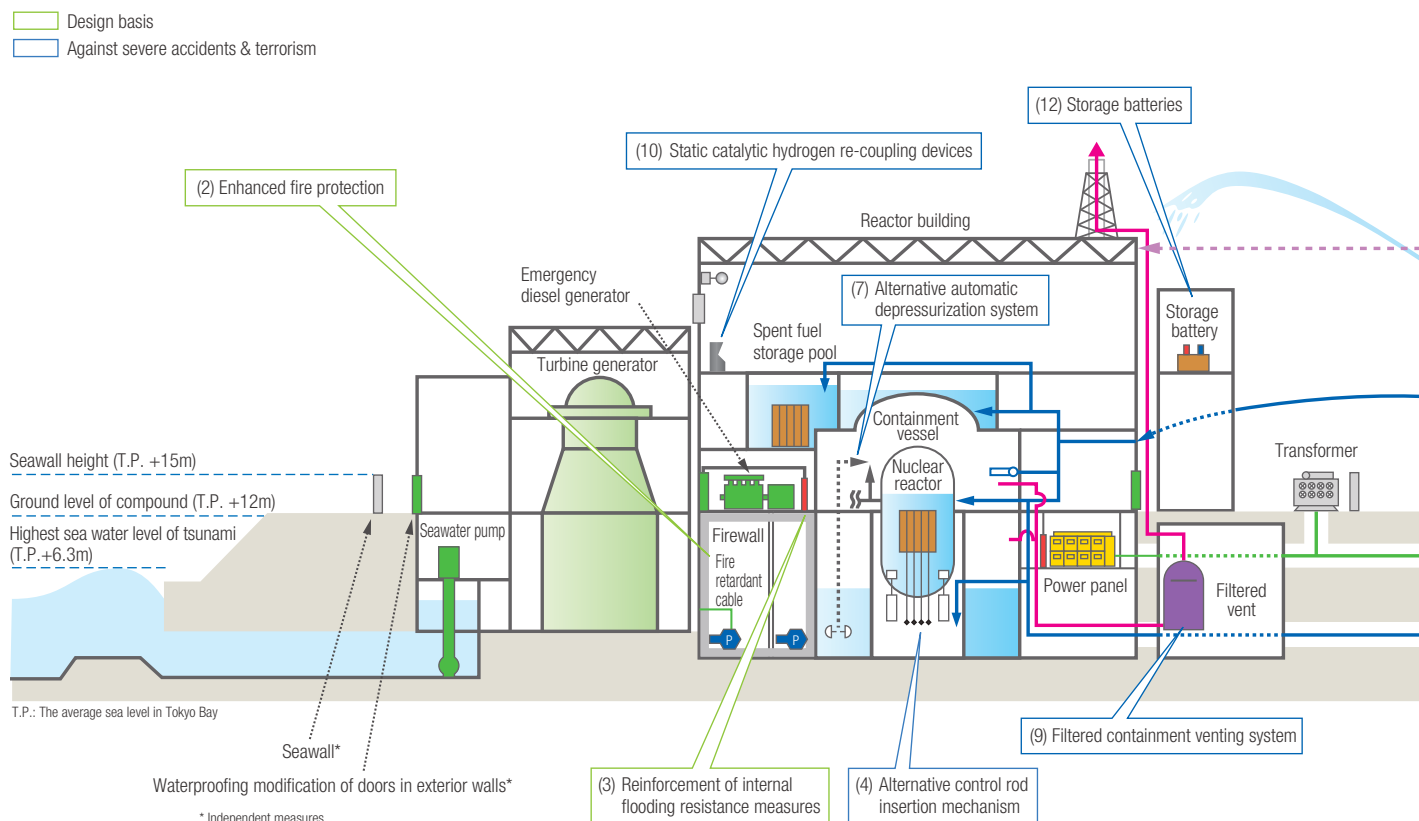 Design basis
Against severe accidents & terrorism
(12) Storage batteries
(10) Static catalytic hydrogen re-coupling devices
(2) Enhanced fire protection
Reactor building
Emergency
diesel generator
(7) Alternative automatic
depressurization system
Storage
battery
Spent fuel
storage pool
Turbine generator
Containment
vessel
Transformer
Seawall height (T.P. +15m)
Nuclear
reactor
Ground level of compound (T.P. +12m)
Highest sea water level of tsunami
(T.P.+6.3m)
Seawater pump
Firewall
Fire
retardant
cable
Power panel
Filtered
vent
P
P
T.P.: The average sea level in Tokyo Bay
Seawall*
(9) Filtered containment venting system
Waterproofing modification of doors in exterior walls*
(3) Reinforcement of internal
flooding resistance measures
(4) Alternative control rod
insertion mechanism
* Independent measures